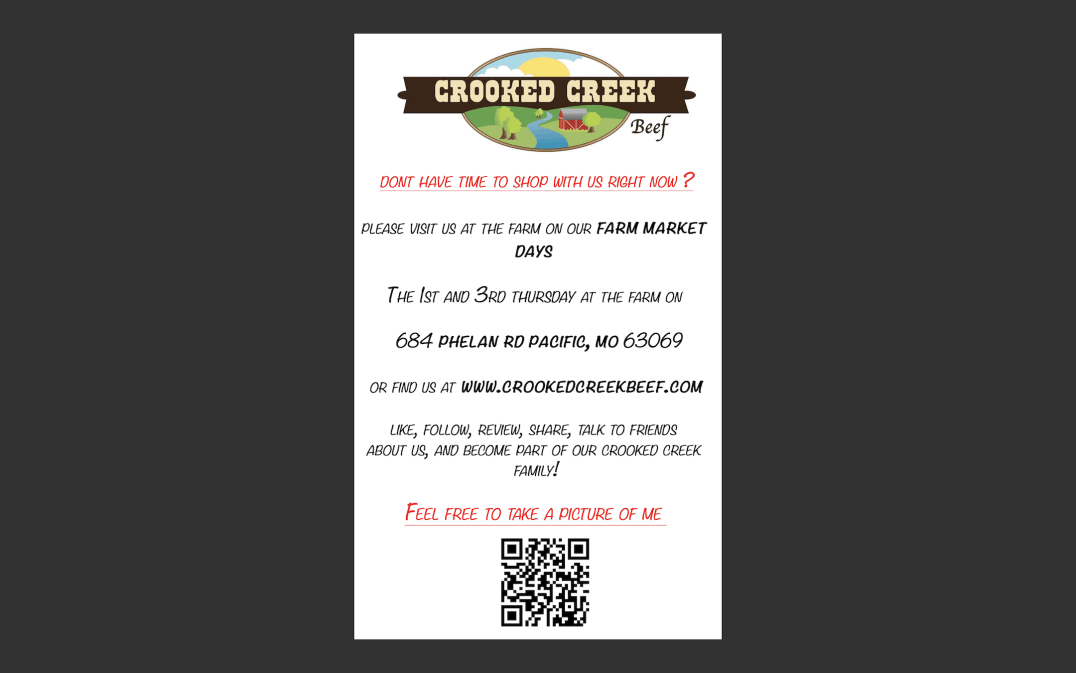 CROOKED CREEK
Beef
DONT HAVE TIME TO SHOP WITH US RIGHT NOW ?
PLEASE VISIT US AT THE FARM ON OUR FARM MARKET
DAYS
THE 1ST AND 3RD THURSDAY AT THE FARM ON
684 PHELAN RD PACIFIC, MO 63069
OR FIND US AT WWW.CROOKEDCREEKBEEF.COM
LIKE, FOLLOW, REVIEW, SHARE, TALK TO FRIENDS
ABOUT US, AND BECOME PART OF OUR CROOKED CREEK
FAMILY!
FEEL FREE TO TAKE A PICTURE OF ME